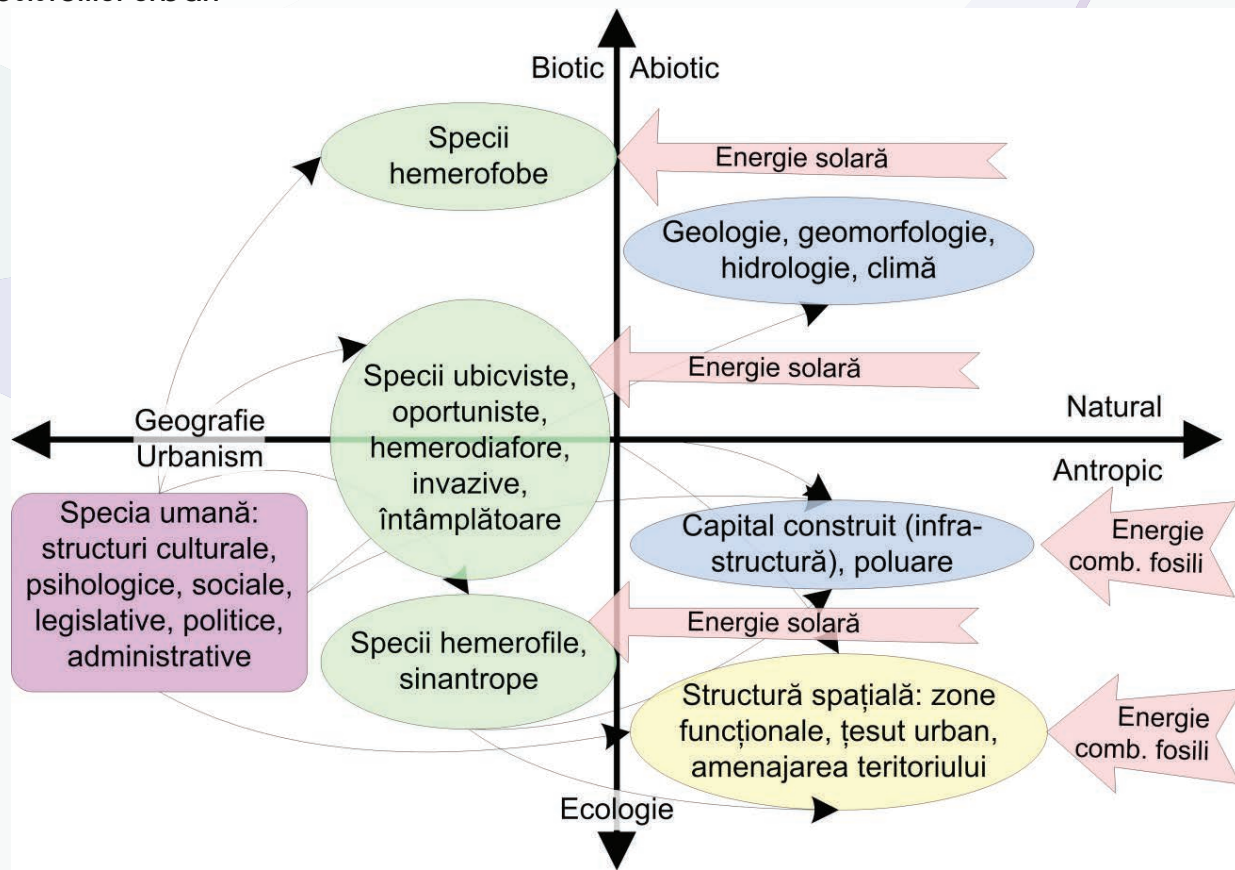 Biotic
Abiotic
Specii
hemerofobe
Energie solară
Geologie, geomorfologie,
hidrologie, climă
Energie solară
Specii ubicviste,
oportuniste,
hemerodiafore,
invazive,
întâmplătoare
Geografie
Urbanism
Natural
Antropic
Specia umană:
structuri culturale,
psihologice, sociale,
legislative, politice,
administrative
Capital construit (infra-
structură), poluare
Energie
comb. fosili
Energie solară
Specii hemerofile,
sinantrope
Structură spațială: zone
funcționale, țesut urban,
amenajarea teritoriului
Energie
comb. fosili
Ecologie